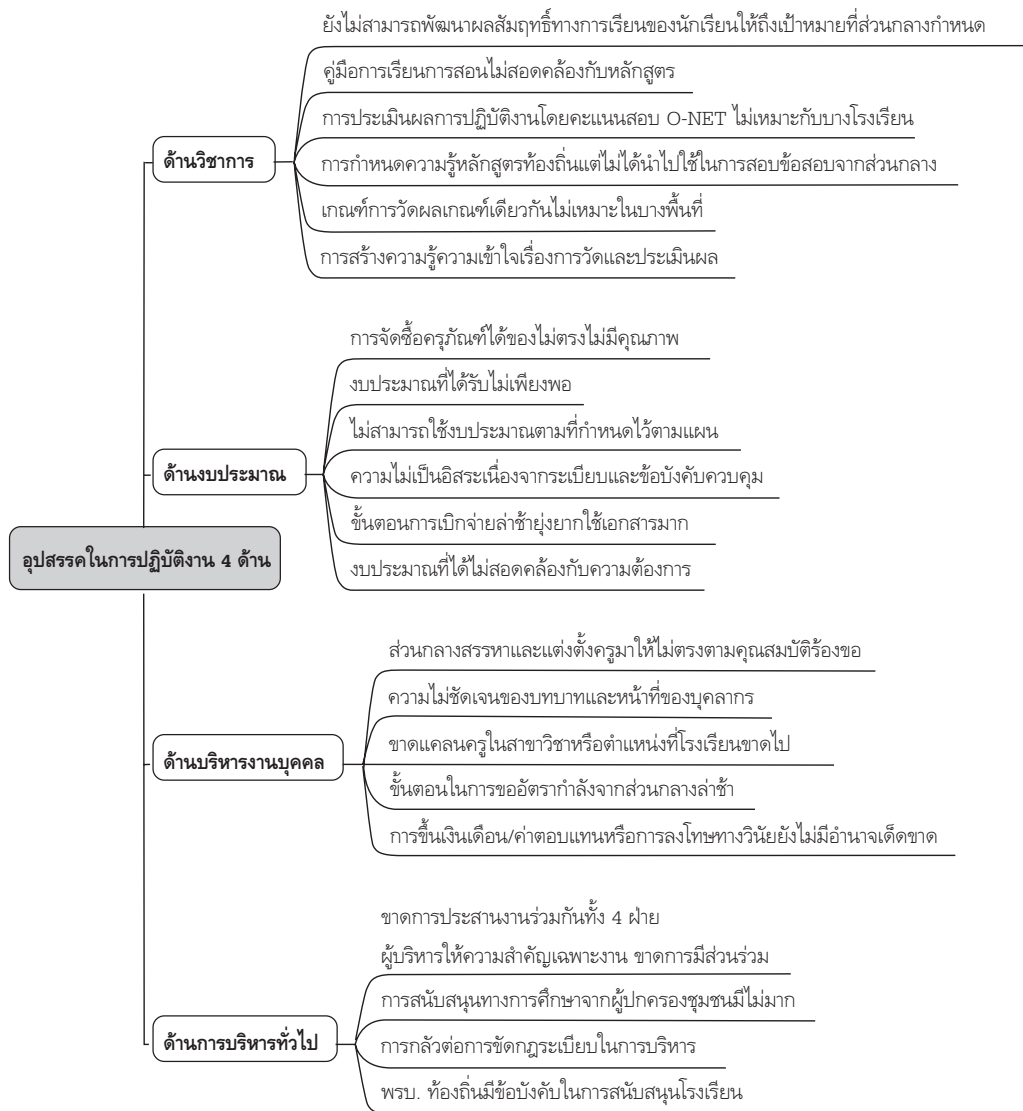 ยังไม่สามารถพัฒนาผลสัมฤทธิ์ทางการเรียนของนักเรียนให้ถึงเป้าหมายที่ส่วนกลางกำหนด
คู่มือการเรียนการสอนไม่สอดคล้องกับหลักสูตร
การประเมินผลการปฏิบัติงานโดยคะแนนสอบ O-NET ไม่เหมาะกับบางโรงเรียน
ด้านวิชาการ
การกำหนดความรู้หลักสูตรท้องถิ่นแต่ไม่ได้นำไปใช้ในการสอบข้อสอบจากส่วนกลาง
เกณฑ์การวัดผลเกณฑ์เดียวกันไม่เหมาะในบางพื้นที่
การสร้างความรู้ความเข้าใจเรื่องการวัดและประเมินผล
การจัดซื้อครุภัณฑ์ได้ของไม่ตรงไม่มีคุณภาพ
งบประมาณที่ได้รับไม่เพียงพอ
ไม่สามารถใช้งบประมาณตามที่กำหนดไว้ตามแผน
ด้านงบประมาณ
ความไม่เป็นอิสระเนื่องจากระเบียบและข้อบังคับควบคุม
ขั้นตอนการเบิกจ่ายล่าช้ายุ่งยากใช้เอกสารมาก
อุปสรรคในการปฏิบัติงาน 4 ด้าน
งบประมาณที่ได้ไม่สอดคล้องกับความต้องการ
ส่วนกลางสรรหาและแต่งตั้งครูมาให้ไม่ตรงตามคุณสมบัติร้องขอ
ความไม่ชัดเจนของบทบาทและหน้าที่ของบุคลากร
ขาดแคลนครูในสาขาวิชาหรือตำแหน่งที่โรงเรียนขาดไป
ด้านบริหารงานบุคคล
ขั้นตอนในการขออัตรากำลังจากส่วนกลางล่าช้า
การขึ้นเงินเดือน/ค่าตอบแทนหรือการลงโทษทางวินัยยังไม่มีอำนาจเด็ดขาด
ขาดการประสานงานร่วมกันทั้ง 4 ฝ่าย
ผู้บริหารให้ความสำคัญเฉพาะงาน ขาดการมีส่วนร่วม
การสนับสนุนทางการศึกษาจากผู้ปกครองชุมชนมีไม่มาก
ด้านการบริหารทั่วไป
การกลัวต่อการขัดกฎระเบียบในการบริหาร
พรบ. ท้องถิ่นมีข้อบังคับในการสนับสนุนโรงเรียน